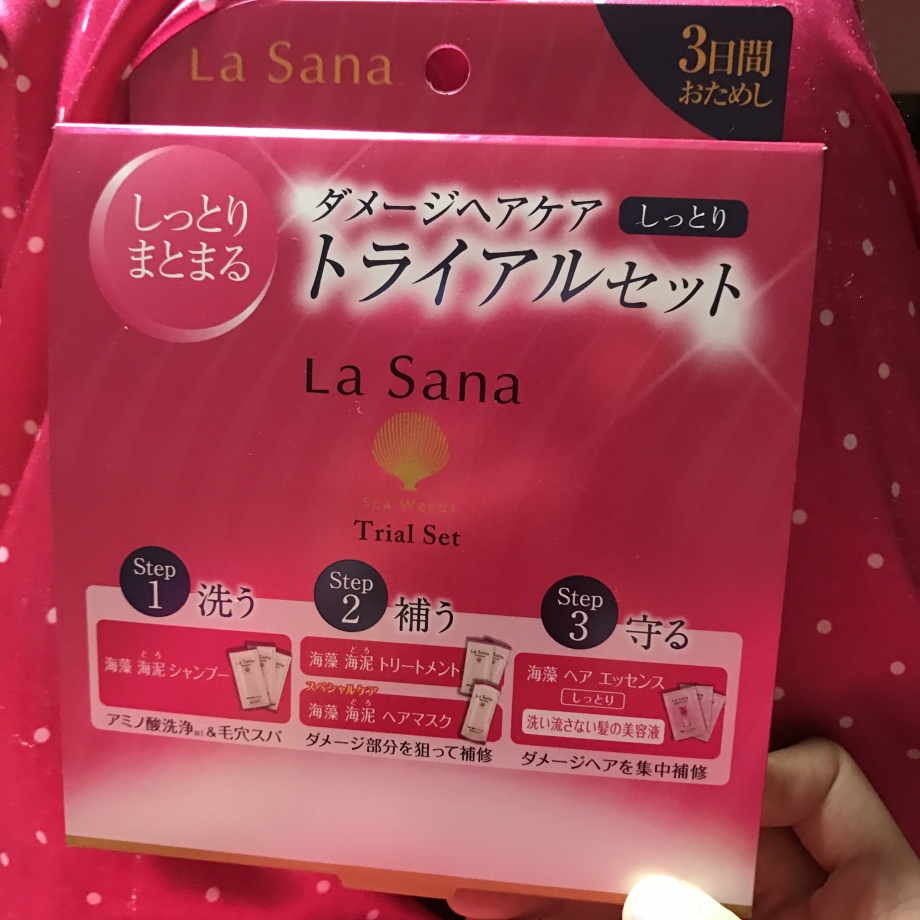 La Sana
3日間
おためし
しっとり
まとまる
ダメージヘアケア しっとり
トライアルセット
La Sana
Sea Weeds
Trial Set
Step 1 洗う
海藻 海泥シャンプー
どろ
アミノ酸洗浄※1&毛穴スパ
Step 2 補う
海藻 海泥トリートメント
どろ
スペシャルケア
海藻 海泥 ヘアマスク
どろ
ダメージ部分を狙って補修
Step 3 守る
海藻 ヘア エッセンス
しっとり
洗い流さない髪の美容液
ダメージヘアを集中補修